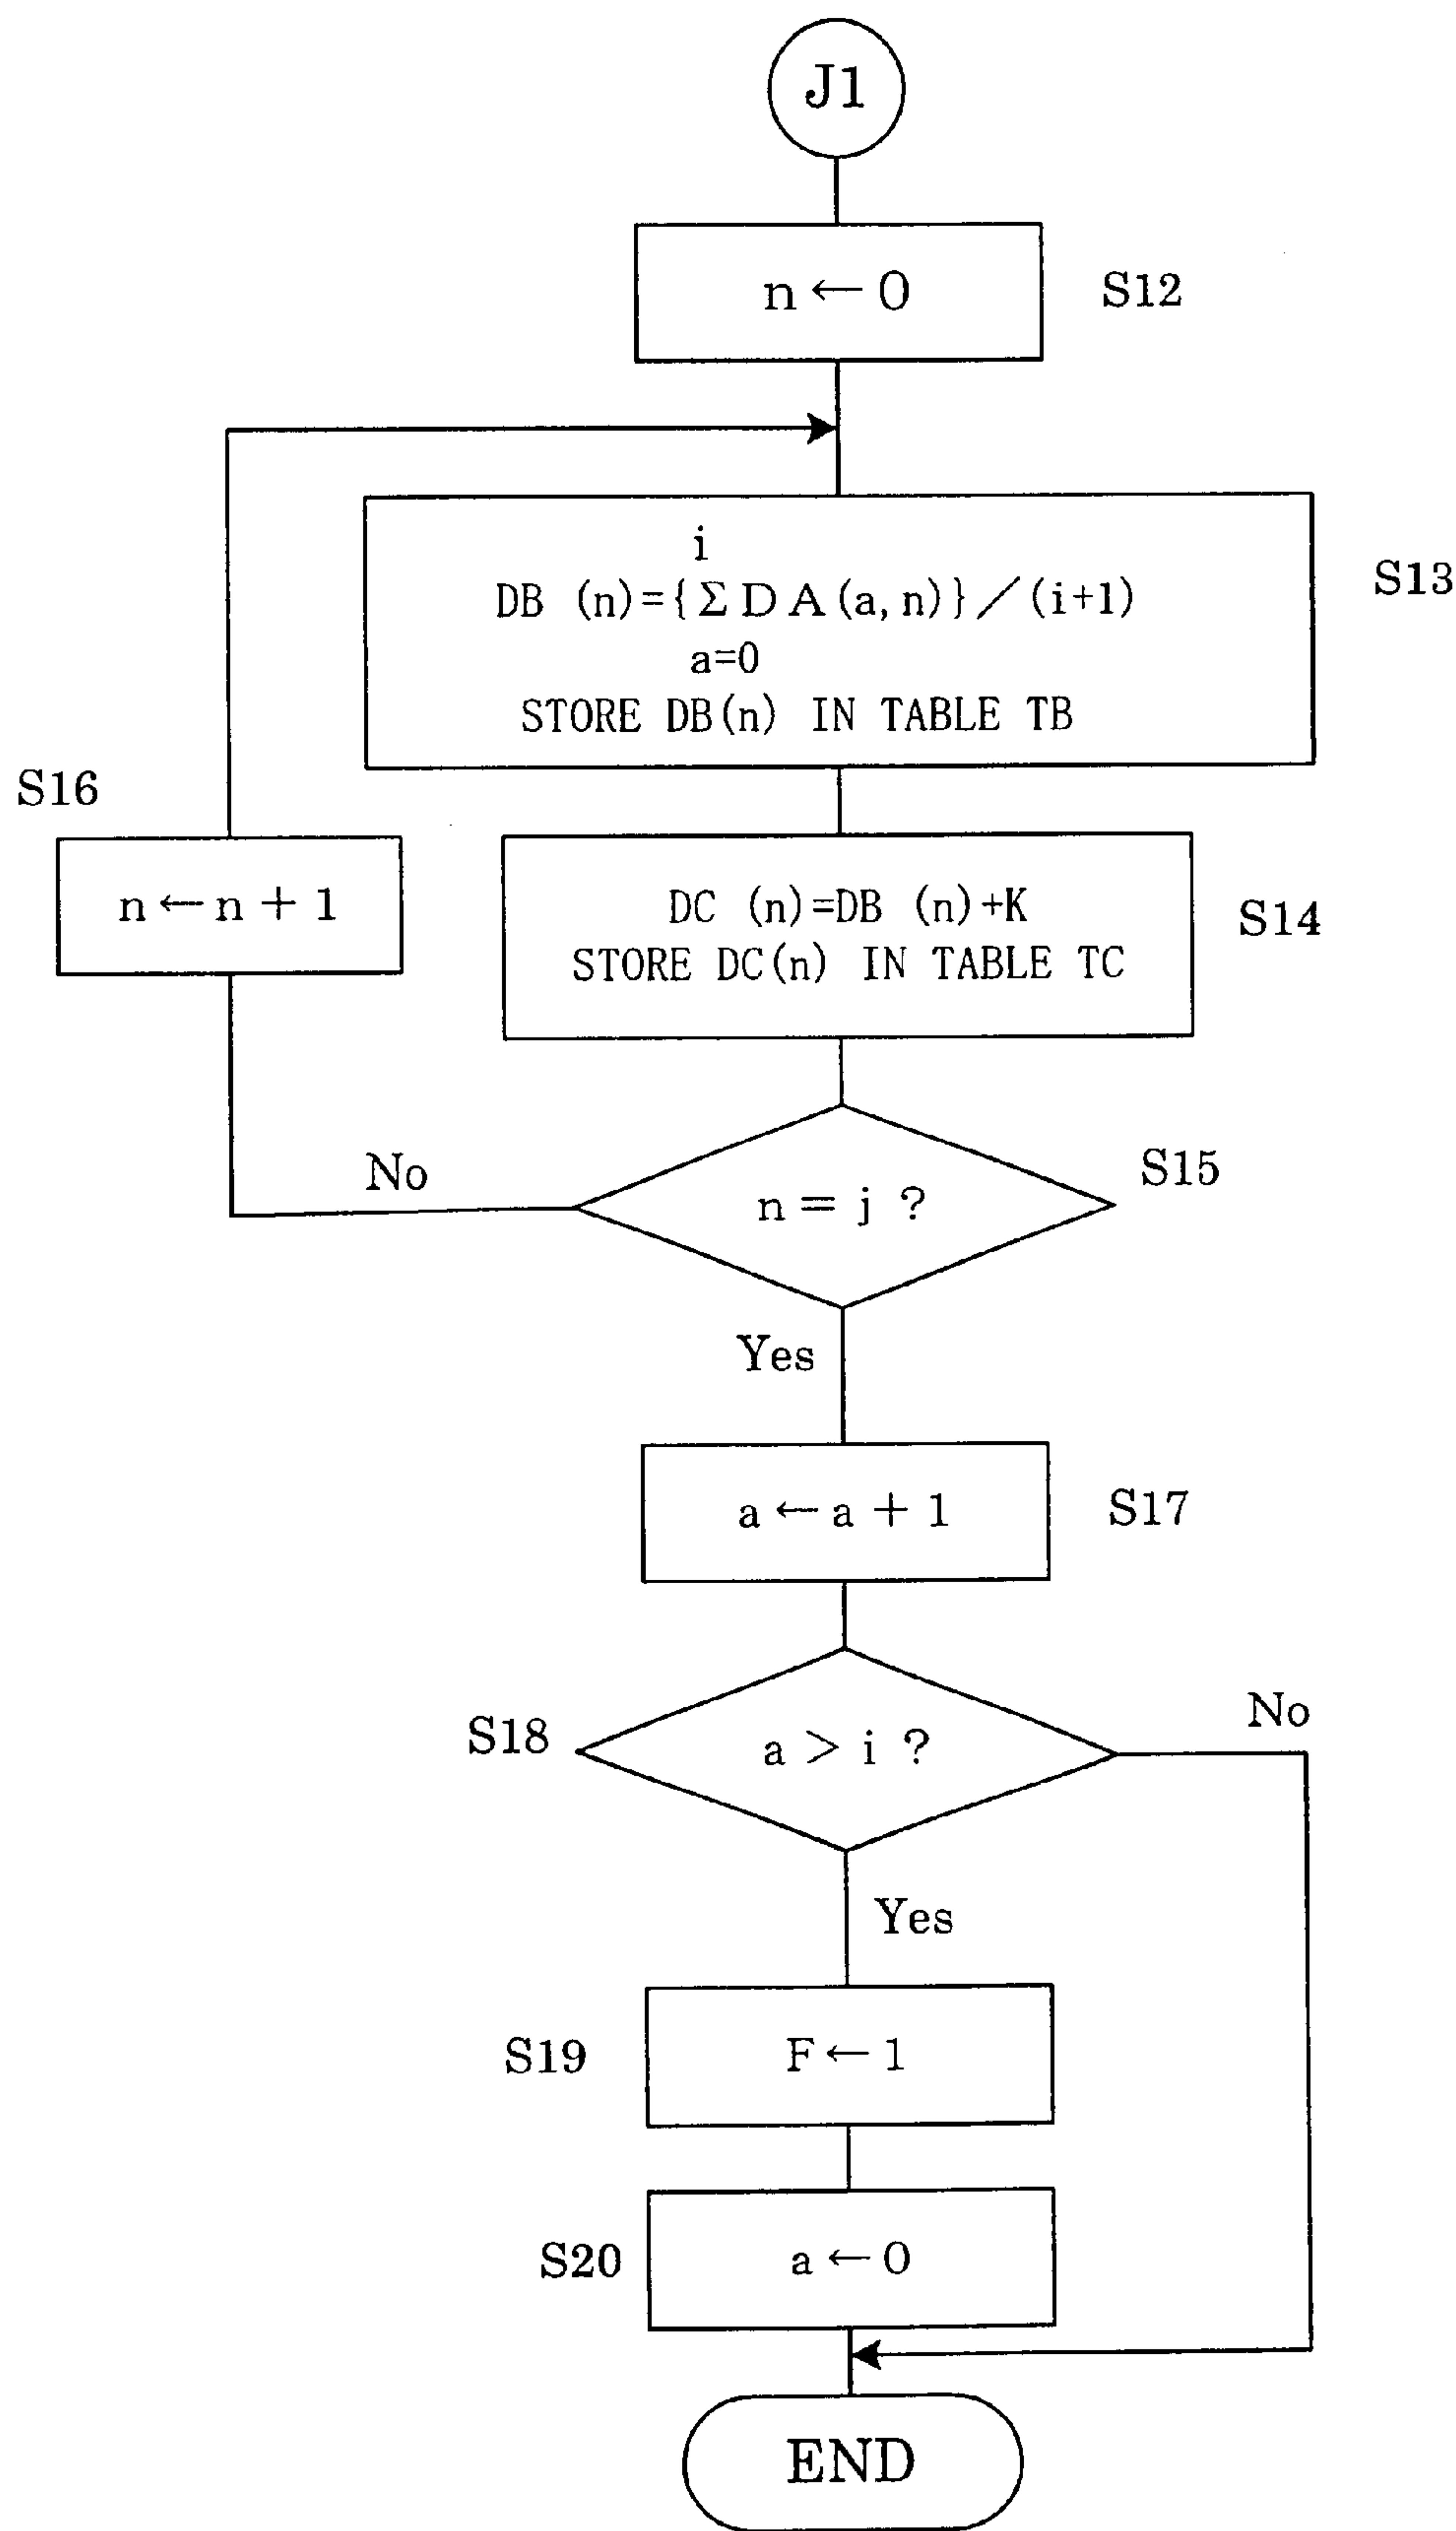 J1
n ← 0
S12
i
DB (n)={ Σ D A (a, n)}／(i+1)
a=0
STORE DB(n) IN TABLE TB
S13
S16
n ← n + 1
DC (n)=DB (n)+K
STORE DC(n) IN TABLE TC
S14
No
n = j ?
S15
Yes
a ← a + 1
S17
S18
a > i ?
No
Yes
S19
F ← 1
S20
a ← 0
END